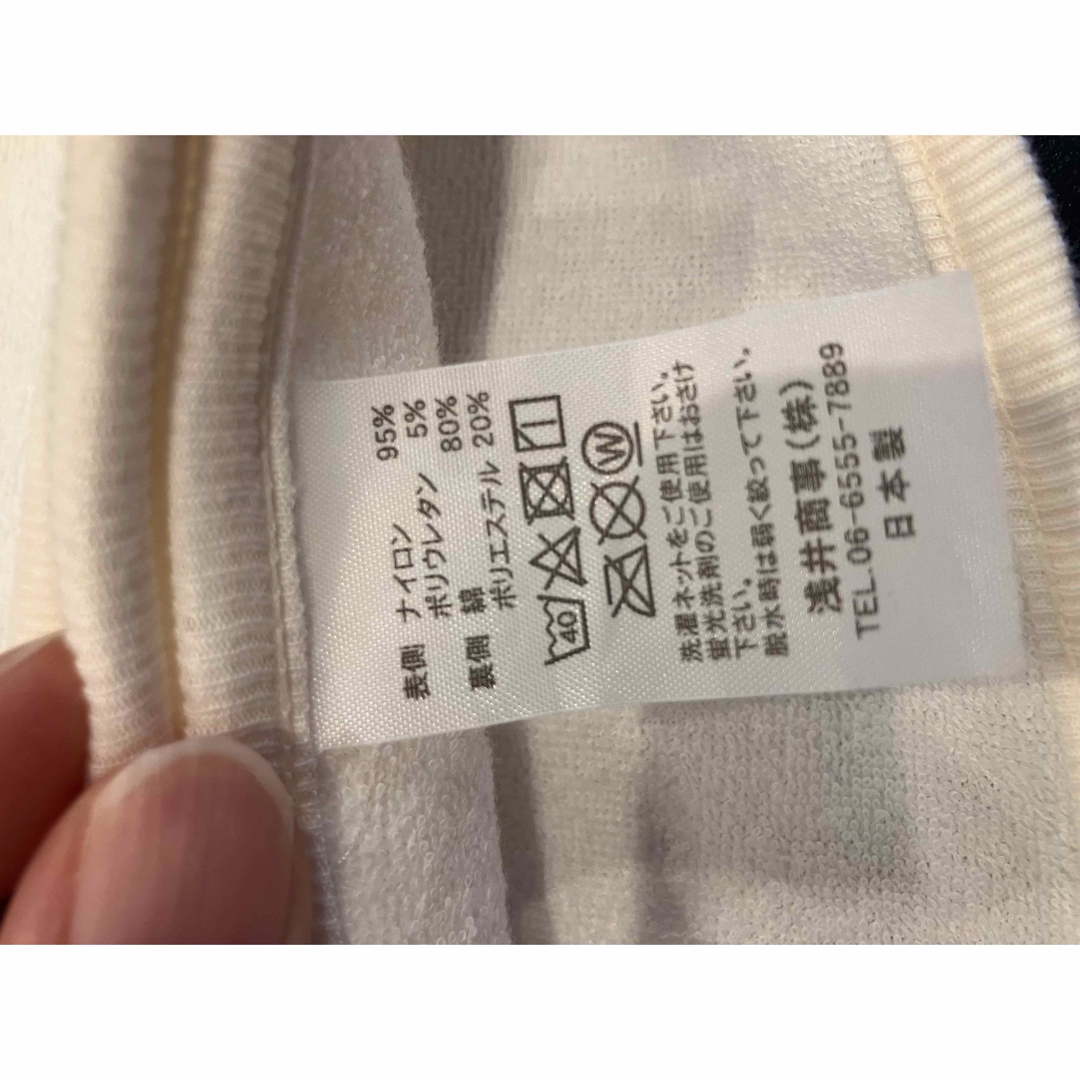 表側 ナイロン 95%
ポリウレタン 5%
裏側 綿 80%
ポリエステル 20%
40
W
洗濯ネットをご使用下さい。
蛍光洗剤のご使用はおさけ
下さい。
脱水時は弱く絞って下さい。
浅井商事(株)
TEL.06-6555-7889
日本製